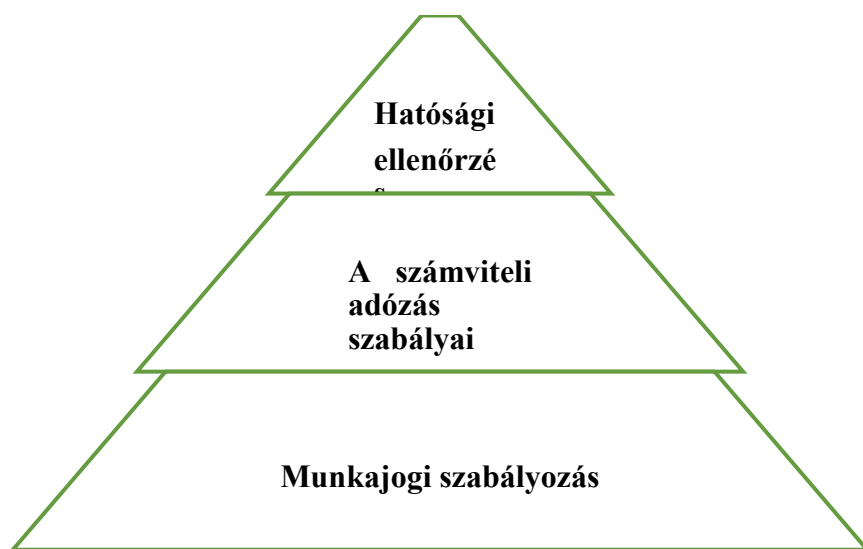 Hatósági
ellenőrzé
s
A számviteli
adózás
szabályai
Munkajogi szabályozás